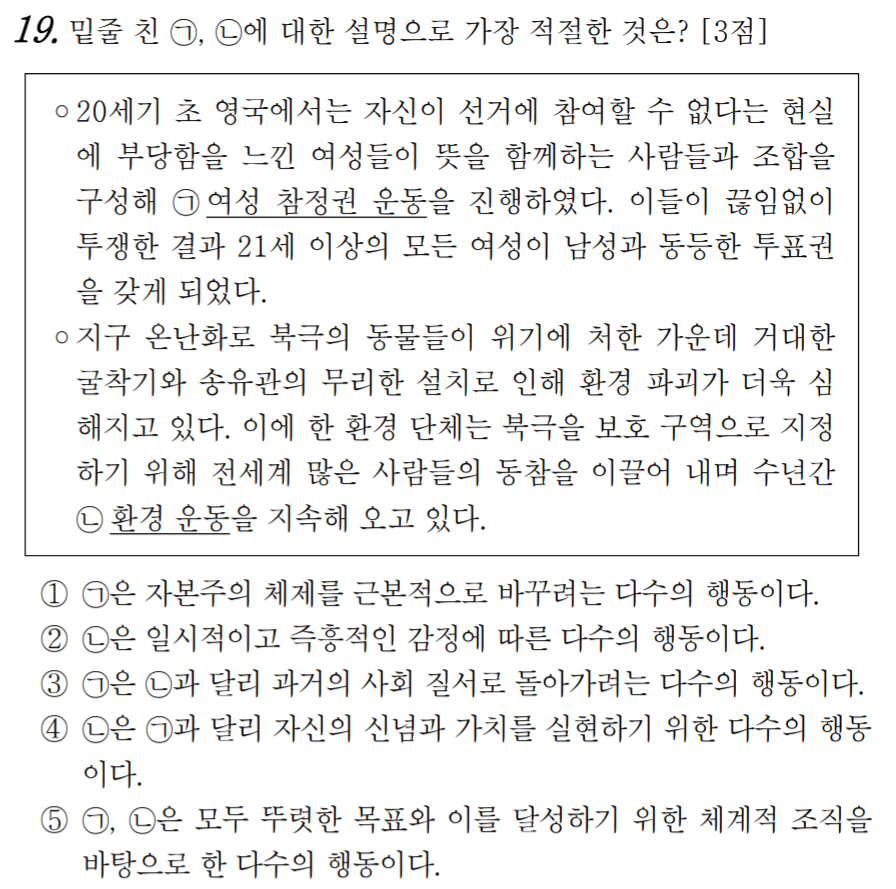 19. 밑줄 친 ㉠, ㉡에 대한 설명으로 가장 적절한 것은? [3점]
○ 20세기 초 영국에서는 자신이 선거에 참여할 수 없다는 현실
에 부당함을 느낀 여성들이 뜻을 함께하는 사람들과 조합을
구성해 ㉠ 여성 참정권 운동을 진행하였다. 이들이 끊임없이
투쟁한 결과 21세 이상의 모든 여성이 남성과 동등한 투표권
을 갖게 되었다.
○ 지구 온난화로 북극의 동물들이 위기에 처한 가운데 거대한
굴착기와 송유관의 무리한 설치로 인해 환경 파괴가 더욱 심
해지고 있다. 이에 한 환경 단체는 북극을 보호 구역으로 지정
하기 위해 전세계 많은 사람들의 동참을 이끌어 내며 수년간
㉡ 환경 운동을 지속해 오고 있다.
① ㉠은 자본주의 체제를 근본적으로 바꾸려는 다수의 행동이다.
② ㉡은 일시적이고 즉흥적인 감정에 따른 다수의 행동이다.
③ ㉠은 ㉡과 달리 과거의 사회 질서로 돌아가려는 다수의 행동이다.
④ ㉡은 ㉠과 달리 자신의 신념과 가치를 실현하기 위한 다수의 행동
이다.
⑤ ㉠, ㉡은 모두 뚜렷한 목표와 이를 달성하기 위한 체계적 조직을
바탕으로 한 다수의 행동이다.